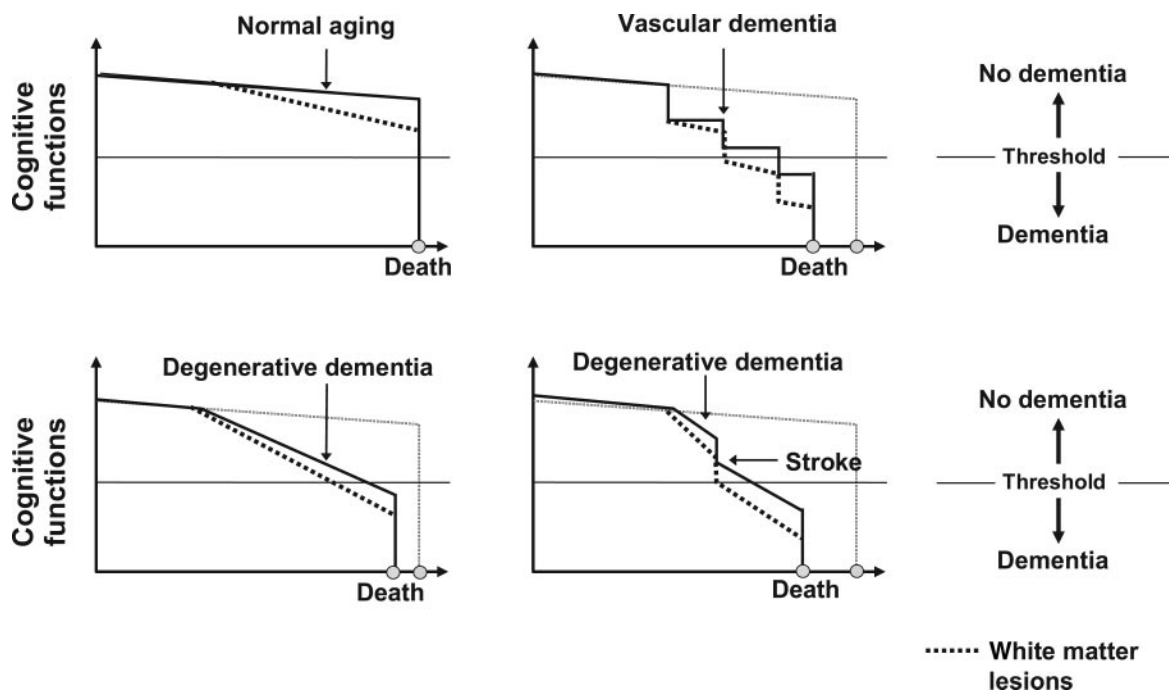 Normal aging
Vascular dementia
Cognitive
functions
No dementia
Threshold
Dementia
Death
Death
Degenerative dementia
Degenerative dementia
Cognitive
functions
Stroke
No dementia
Threshold
Dementia
Death
Death
White matter
lesions